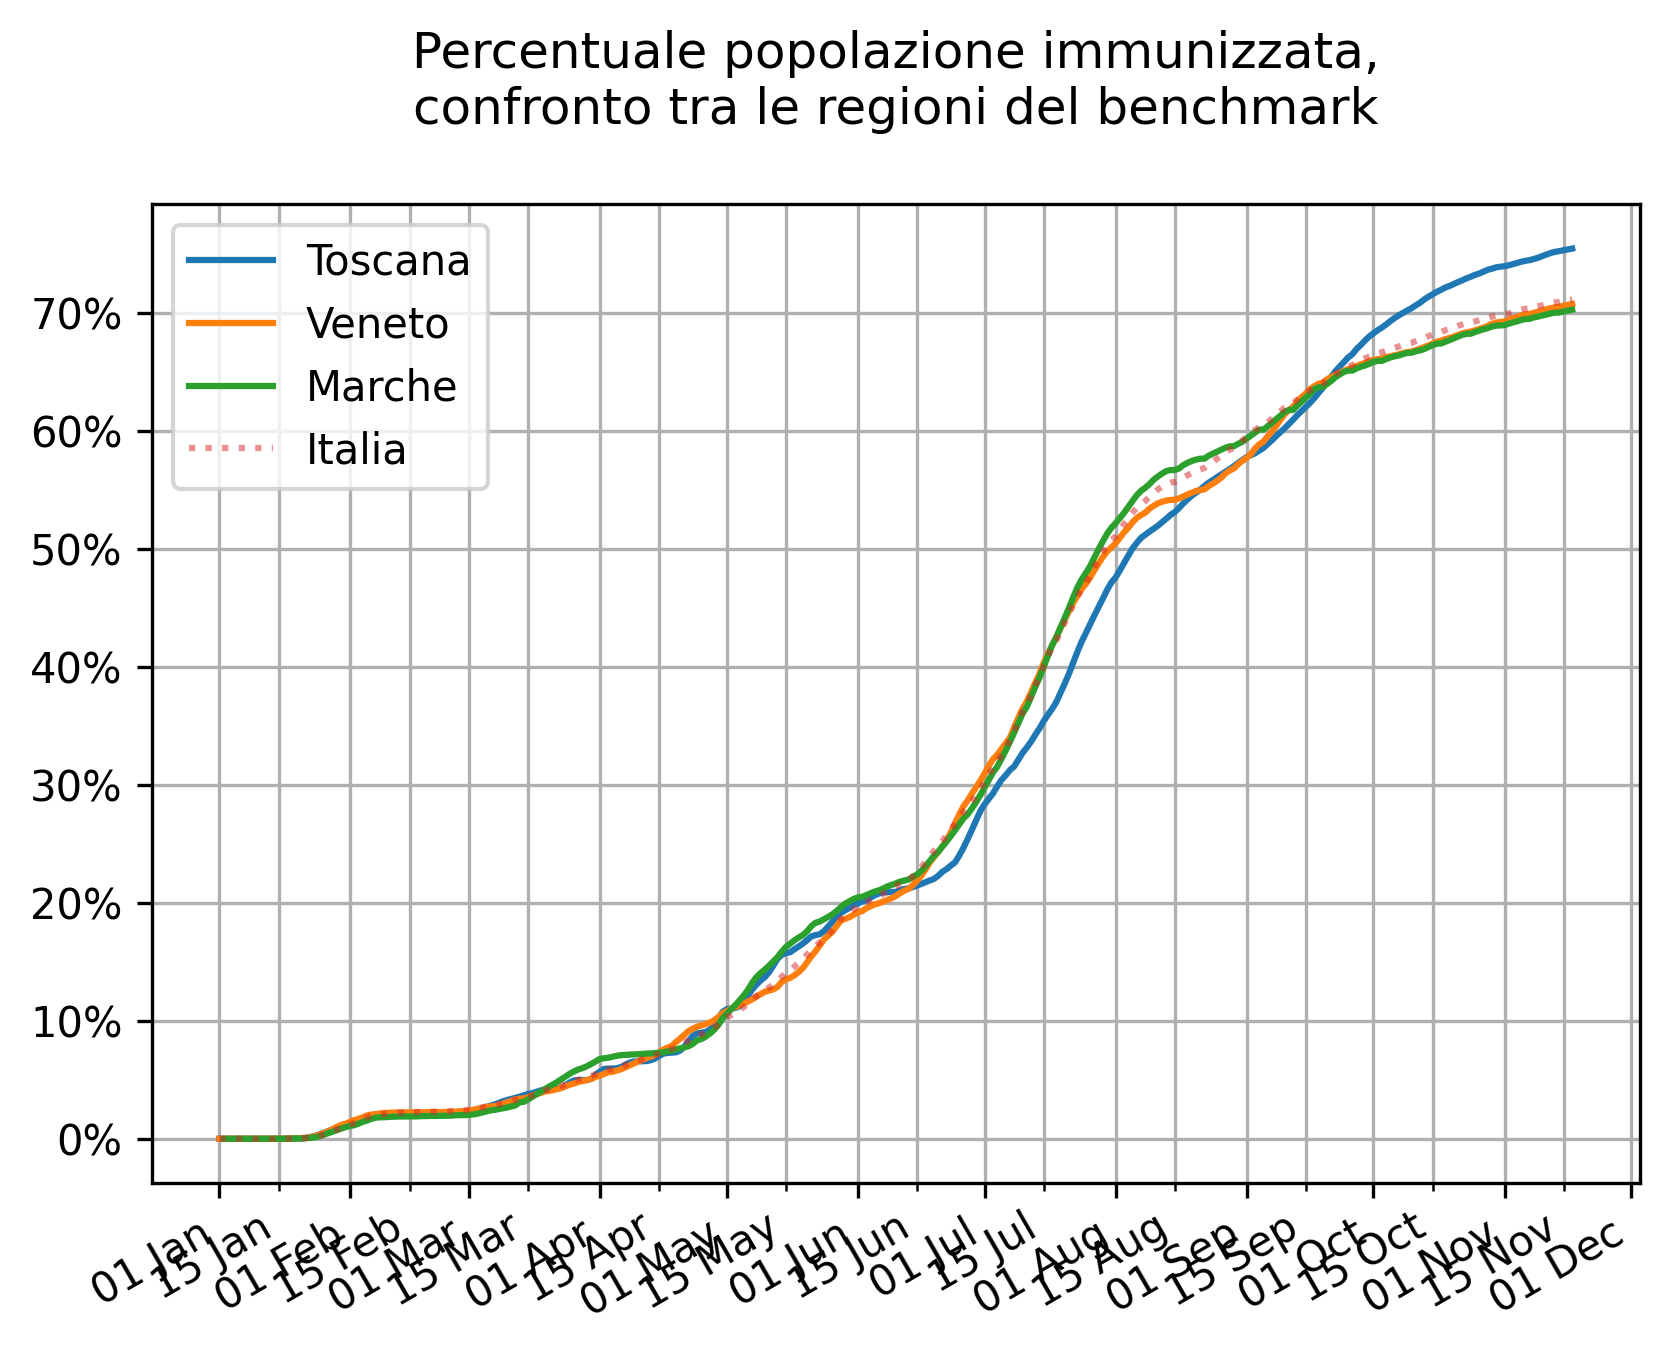 Percentuale popolazione immunizzata,
confronto tra le regioni del benchmark
Toscana
Veneto
Marche
Italia
70%
60%
50%
40%
30%
20%
10%
0%
01 Jan
15 Jan
01 Feb
15 Feb
01 Mar
15 Mar
01 Apr
15 Apr
01 May
15 May
01 Jun
15 Jun
01 Jul
15 Jul
01 Aug
15 Aug
01 Sep
15 Sep
01 Oct
15 Oct
01 Nov
15 Nov
01 Dec